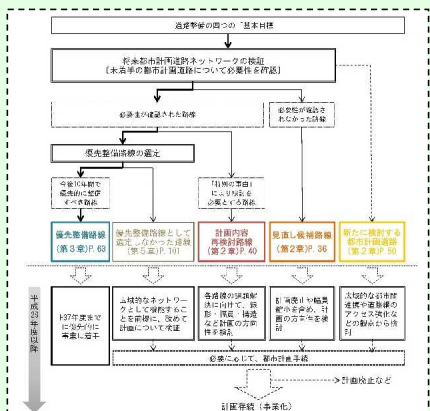 道路整備の四つの「基本目標
将来都市計画道路ネットワークの検証
［未着手の都市計画道路について必要性を確認］
必要性が確認された路線
必要性が確認
されなかった路線
優先整備路線の選定
今後10年間で
優先的に整備
すべき路線
「特別の事由」
により検討を
必要とする路線
優先整備路線
(第3章)P. 63
優先整備路線として
選定しなかった路線
(第5章)P. 101
計画内容
再検討路線
(第2章)P. 40
見直し候補路線
(第2章)P. 36
新たに検討する
都市計画道路
(第2章)P. 50
平成28年度以降
H37年度まで
に優先的に
事業に着手
広域的なネットワ
ークとして機能するこ
とを前提に、改めて
計画について検証
各路線の課題解
決に向けて、線
形・幅員・構造
など計画の方向
性を検討
計画廃止や幅員
縮小を含め、計
画の方向性を検
討
広域的な都市間
連携や道路網の
アクセス強化など
の観点から検討
必要に応じて、都市計画手続
計画廃止など
計画存続（事業化）